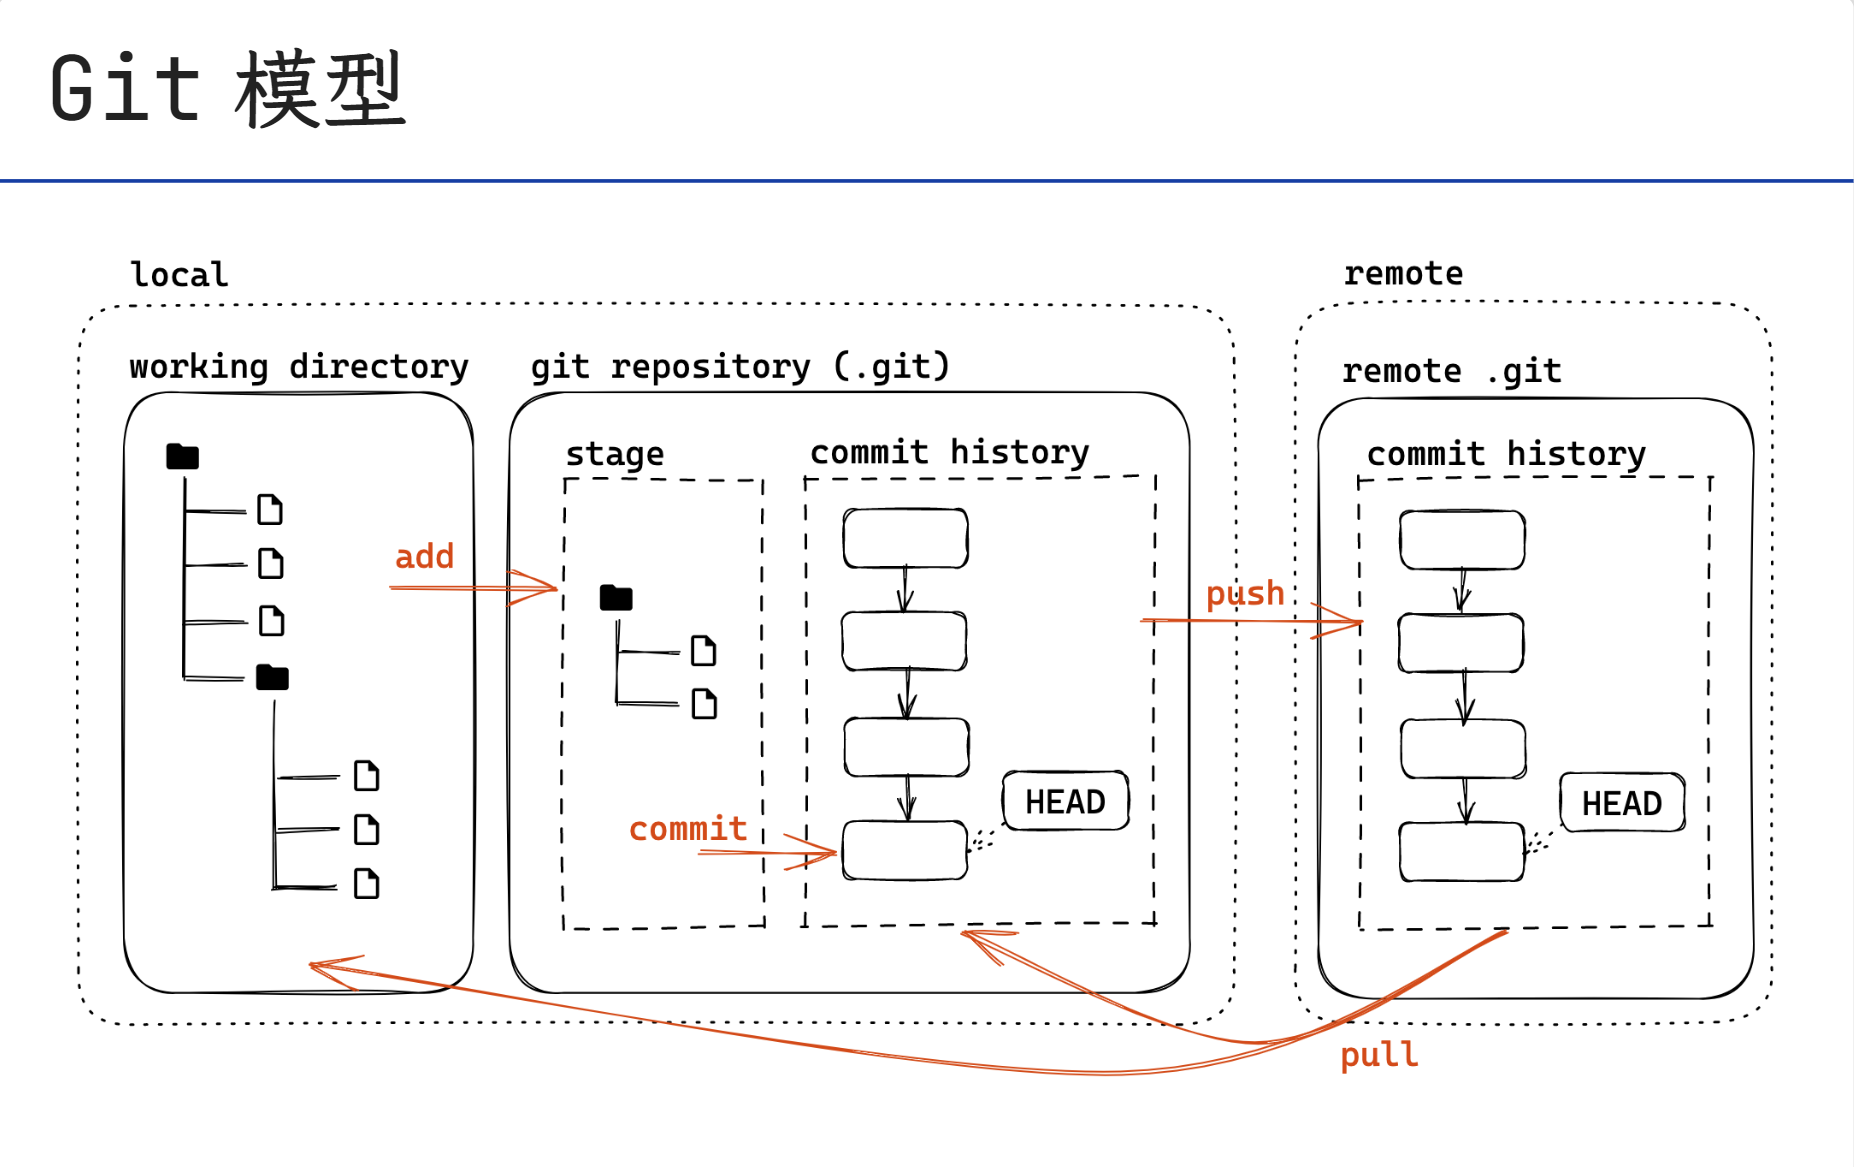 Git 模型
local
remote
working directory
git repository (.git)
remote .git
stage
commit history
commit history
add
push
commit
HEAD
HEAD
pull